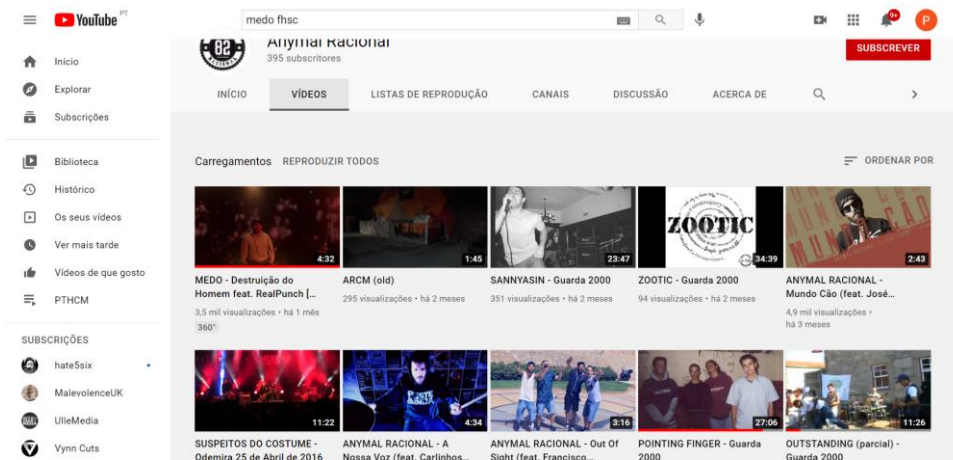 YouTube PT
medo fhsc
9+
P
Anymal Racional
395 subscritores
SUBSCREVER
INÍCIO VÍDEOS LISTAS DE REPRODUÇÃO CANAIS DISCUSSÃO ACERCA DE
Início
Explorar
Subscrições
Biblioteca
Histórico
Os seus vídeos
Ver mais tarde
Vídeos de que gosto
PTHCM
SUBSCRIÇÕES
hate5six
MalevolenceUK
UlleMedia
Vynn Cuts
Carregamentos REPRODUZIR TODOS
ORDENAR POR
4:32
MEDO - Destruição do
Homem feat. RealPunch [...
3,5 mil visualizações • há 1 mês
360°
1:45
ARCM (old)
295 visualizações • há 2 meses
23:47
SANNYASIN - Guarda 2000
351 visualizações • há 2 meses
ZOOTIC
34:39
ZOOTIC - Guarda 2000
94 visualizações • há 2 meses
2:43
ANYMAL RACIONAL -
Mundo Cão (feat. José...
4,9 mil visualizações •
há 3 meses
11:22
SUSPEITOS DO COSTUME -
Odemira 25 de Abril de 2016
4:34
ANYMAL RACIONAL - A
Nossa Voz (feat. Carlinhos...
3:16
ANYMAL RACIONAL - Out Of
Sight (feat. Francisco...
27:06
POINTING FINGER - Guarda
2000
11:26
OUTSTANDING (parcial) -
Guarda 2000